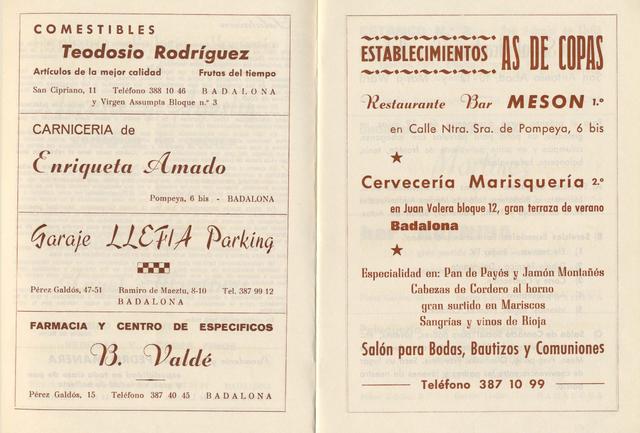 COMESTIBLES
Teodosio Rodríguez
Artículos de la mejor calidad Frutas del tiempo
San Cipriano, 11 Teléfono 388 10 46 BADALONA
y Virgen Assumpta Bloque n.º 3
CARNICERIA de
Enriqueta Amado
Pompeya, 6 bis - BADALONA
Garaje LLEFIA Parking
Pérez Galdós, 47-51 Ramiro de Maeztu, 8-10 Tel. 387 99 12
BADALONA
FARMACIA Y CENTRO DE ESPECIFICOS
B. Valdé
Pérez Galdós, 15 Teléfono 387 40 45 BADALONA
ESTABLECIMIENTOS AS DE COPAS
Restaurante Bar MESON 1.º
en Calle Ntra. Sra. de Pompeya, 6 bis
Cervecería Marisquería 2.º
en Juan Valera bloque 12, gran terraza de verano
Badalona
Especialidad en: Pan de Payés y Jamón Montañés
Cabezas de Cordero al horno
gran surtido en Mariscos
Sangrías y vinos de Rioja
Salón para Bodas, Bautizos y Comuniones
Teléfono 387 10 99